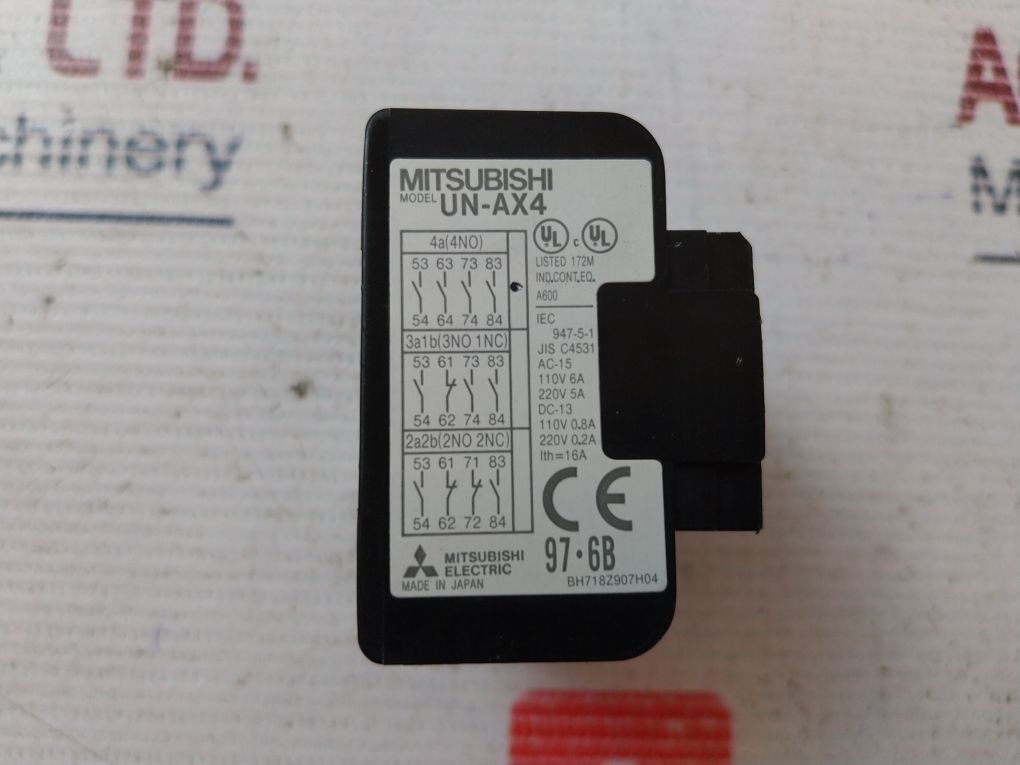 LTD.
chinery
MITSUBISHI
MODEL UN-AX4
4a(4NO)
53 63 73 83
54 64 74 84
3a1b(3NO 1NC)
53 61 73 83
54 62 74 84
2a2b(2NO 2NC)
53 61 71 83
54 62 72 84
UL c UL
LISTED 172M
IND.CONT.EQ.
A600
IEC
947-5-1
JIS C4531
AC-15
110V 6A
220V 5A
DC-13
110V 0.8A
220V 0.2A
Ith=16A
CE
MITSUBISHI
ELECTRIC
MADE IN JAPAN
97·6B
BH718Z907H04